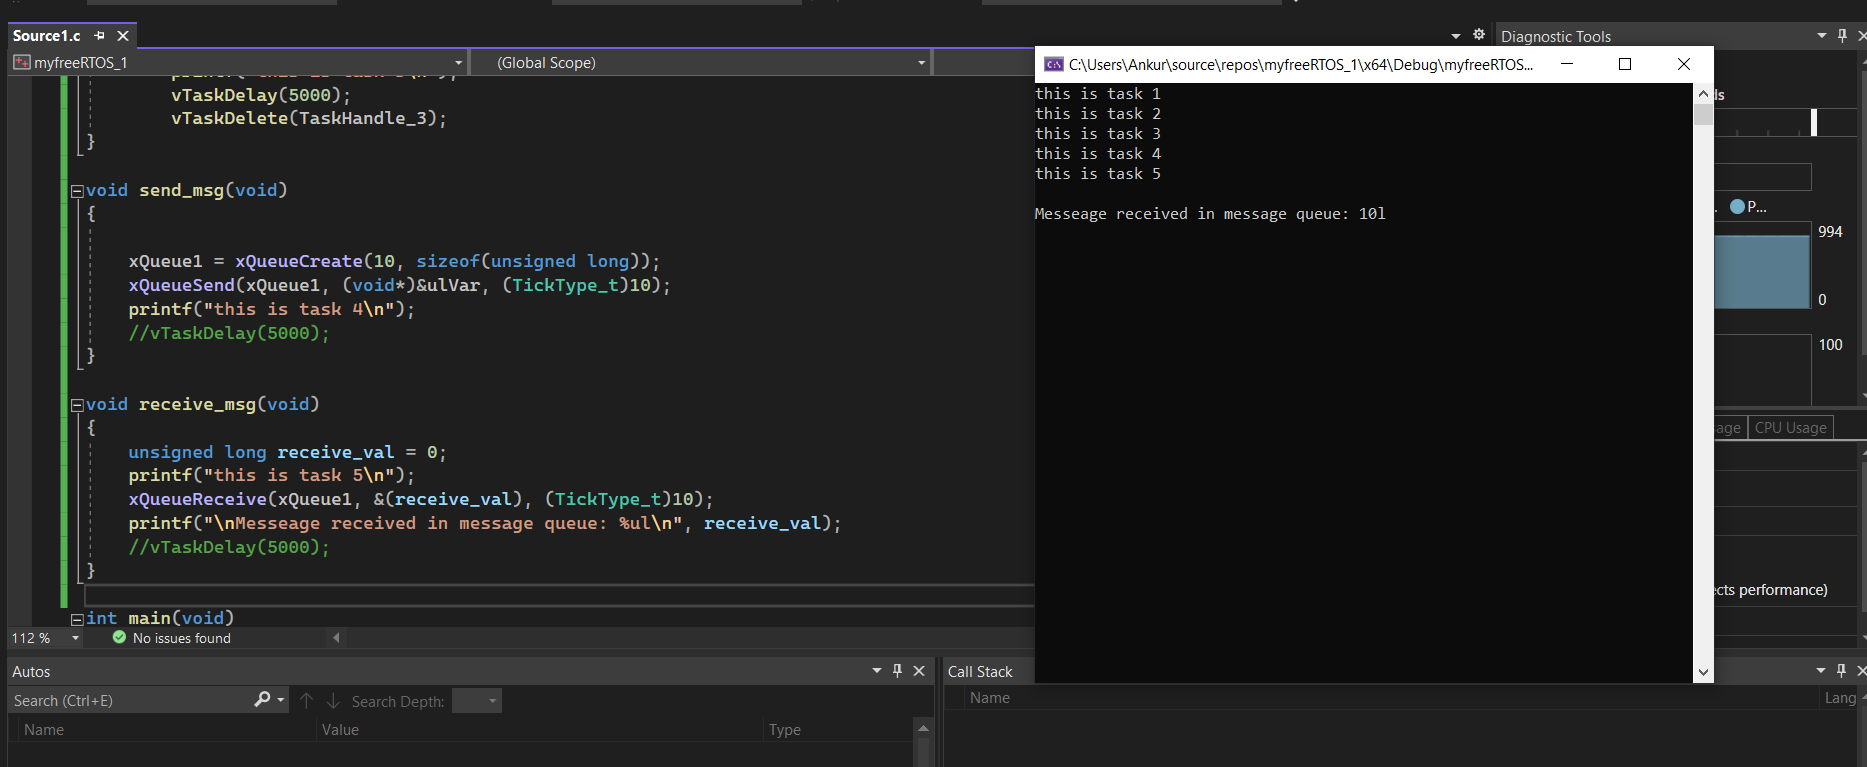 Source1.c
Diagnostic Tools
myfreeRTOS_1
(Global Scope)
C:\Users\Ankur\source\repos\myfreeRTOS_1\x64\Debug\myfreeRTOS...
vTaskDelay(5000);
vTaskDelete(TaskHandle_3);
}
void send_msg(void)
{
xQueue1 = xQueueCreate(10, sizeof(unsigned long));
xQueueSend(xQueue1, (void*)&ulVar, (TickType_t)10);
printf("this is task 4\n");
//vTaskDelay(5000);
}
void receive_msg(void)
{
unsigned long receive_val = 0;
printf("this is task 5\n");
xQueueReceive(xQueue1, &(receive_val), (TickType_t)10);
printf("\nMesseage received in message queue: %ul\n", receive_val);
//vTaskDelay(5000);
}
int main(void)
112 %
No issues found
this is task 1
this is task 2
this is task 3
this is task 4
this is task 5
Messeage received in message queue: 10l
ds
P...
994
0
100
age
CPU Usage
ects performance)
Autos
Search (Ctrl+E)
Search Depth:
Name
Value
Type
Call Stack
Name
Lang